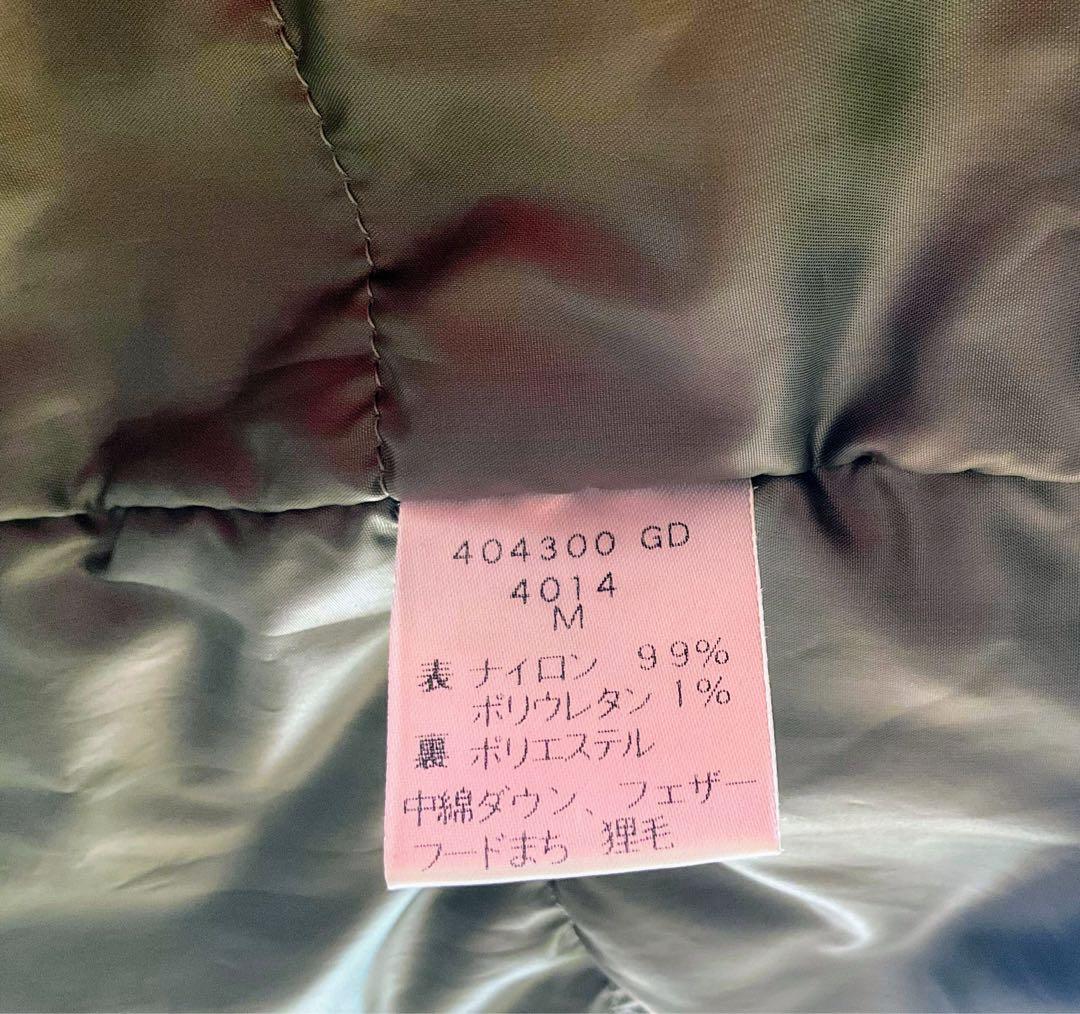 404300 GD
4014
M
表 ナイロン 99%
ポリウレタン 1%
裏 ポリエステル
中綿ダウン、フェザー
フードまち 狸毛